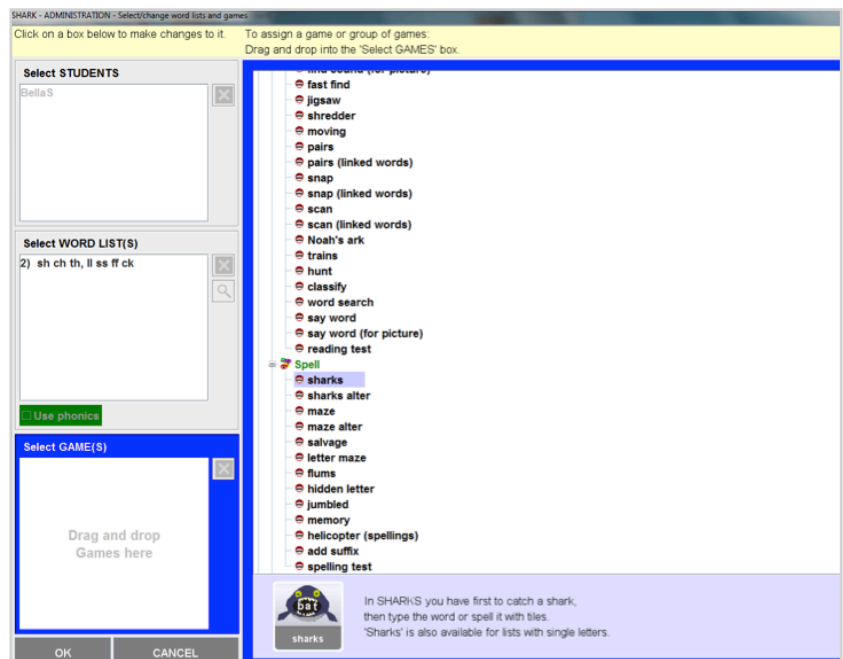 SHARK - ADMINISTRATION - Select/change word lists and games
Click on a box below to make changes to it.
To assign a game or group of games:
Drag and drop into the 'Select GAMES' box.
Select STUDENTS
BellaS
Select WORD LIST(S)
2) sh ch th, ll ss ff ck
Use phonics
Select GAME(S)
Drag and drop
Games here
OK
CANCEL
find sound (for picture)
fast find
jigsaw
shredder
moving
pairs
pairs (linked words)
snap
snap (linked words)
scan
scan (linked words)
Noah's ark
trains
hunt
classify
word search
say word
say word (for picture)
reading test
Spell
sharks
sharks alter
maze
maze alter
salvage
letter maze
flums
hidden letter
jumbled
memory
helicopter (spellings)
add suffix
spelling test
bat
sharks
In SHARKS you have first to catch a shark,
then type the word or spell it with tiles.
'Sharks' is also available for lists with single letters.